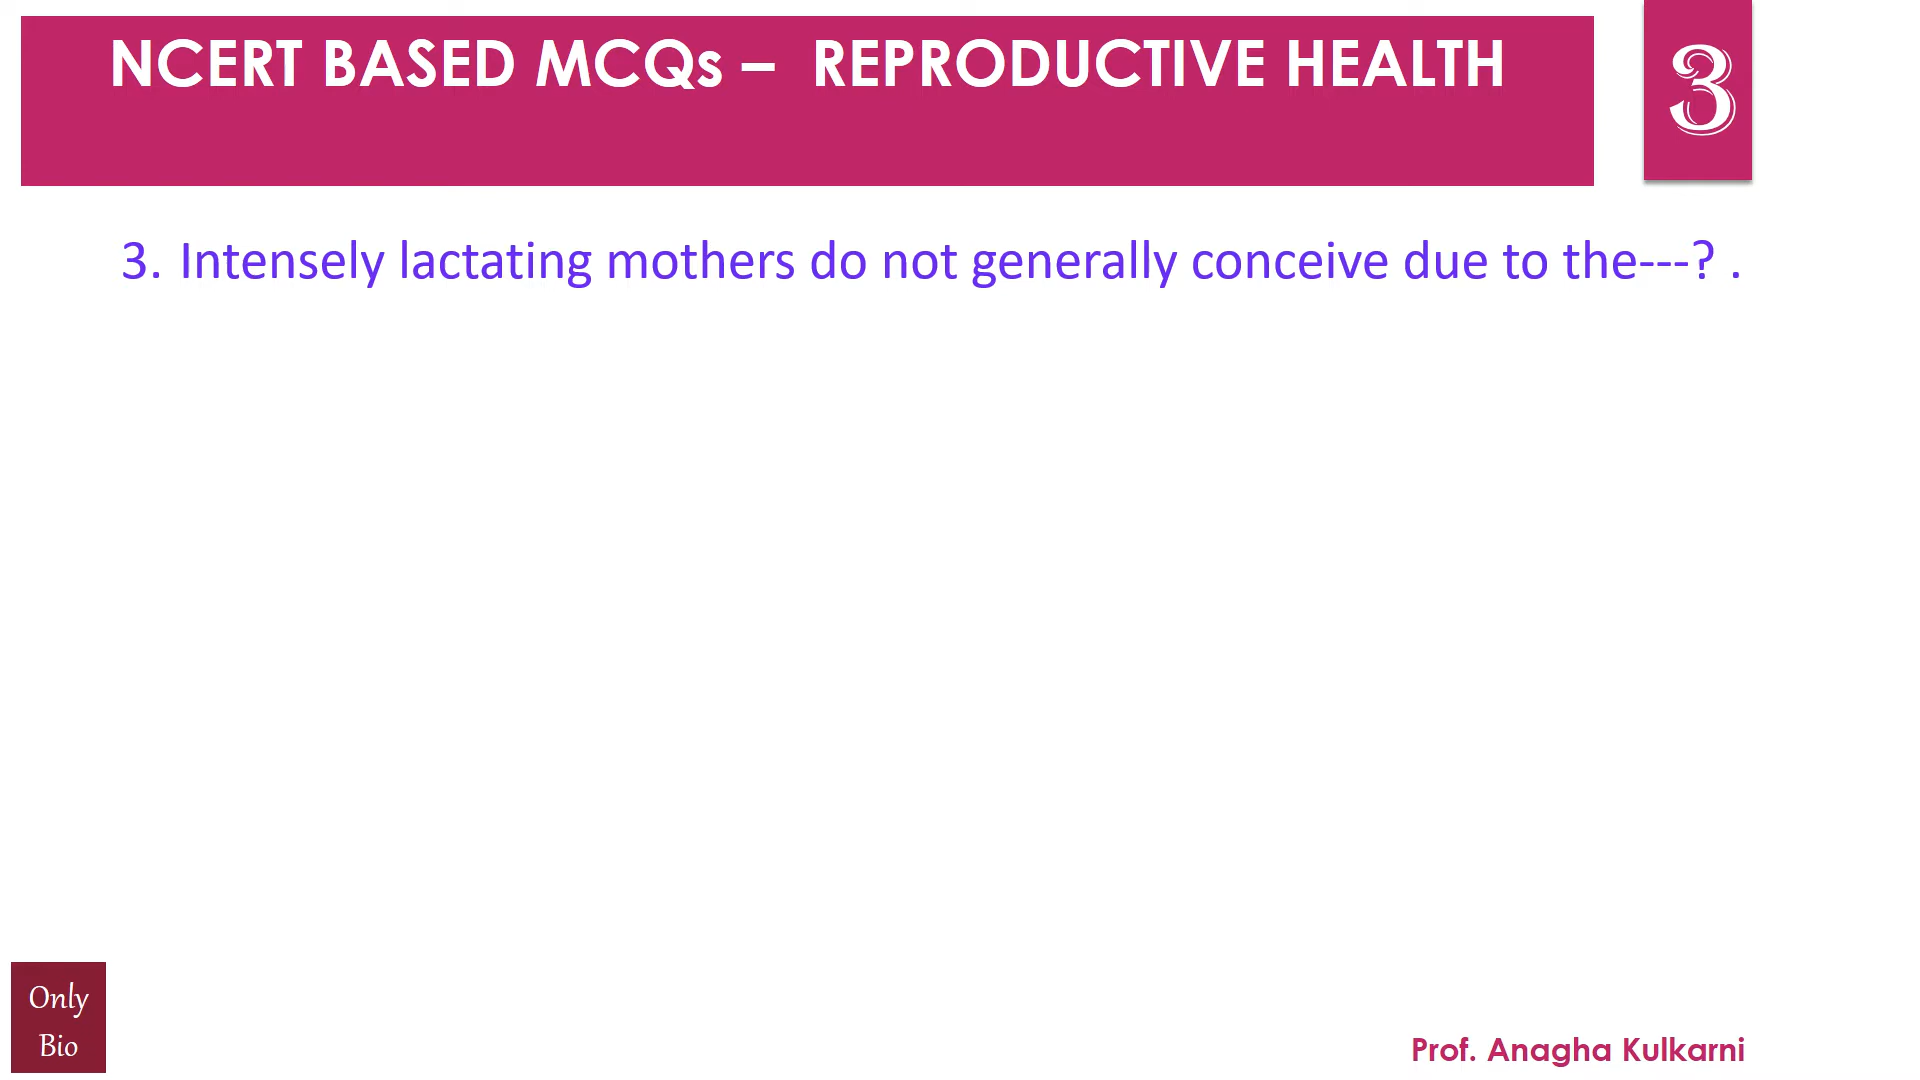 NCERT BASED MCQs – REPRODUCTIVE HEALTH
3
3. Intensely lactating mothers do not generally conceive due to the---? .
Only
Bio
Prof. Anagha Kulkarni